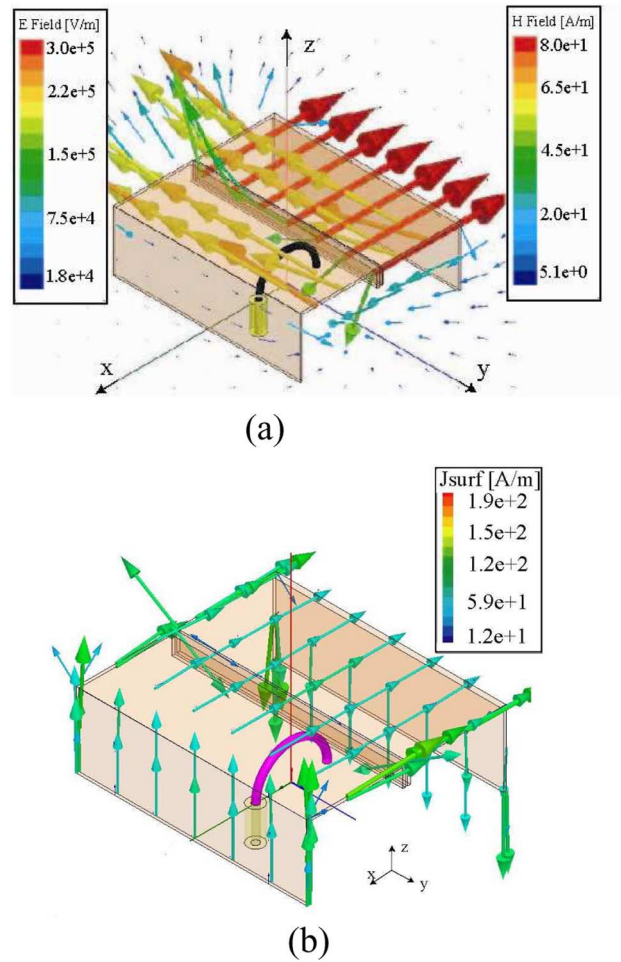 E Field [V/m]
3.0e+5
2.2e+5
1.5e+5
7.5e+4
1.8e+4
z
x
y
H Field [A/m]
8.0e+1
6.5e+1
4.5e+1
2.0e+1
5.1e+0
(a)
Jsurf [A/m]
1.9e+2
1.5e+2
1.2e+2
5.9e+1
1.2e+1
z
x
y
(b)